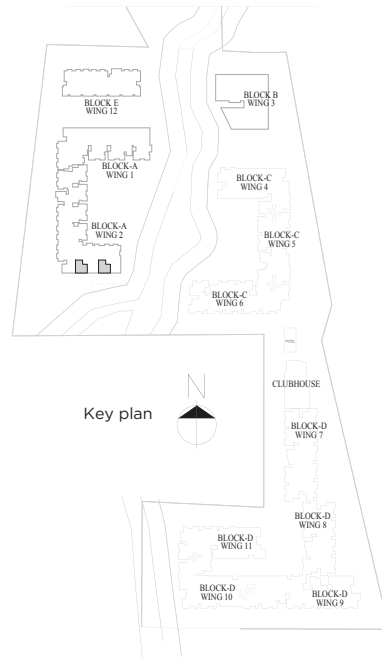 BLOCK E
WING 12
BLOCK B
WING 3
BLOCK-A
WING 1
BLOCK-C
WING 4
BLOCK-A
WING 2
BLOCK-C
WING 5
BLOCK-C
WING 6
POOL
CLUBHOUSE
N
Key plan
BLOCK-D
WING 7
BLOCK-D
WING 8
BLOCK-D
WING 11
BLOCK-D
WING 10
BLOCK-D
WING 9